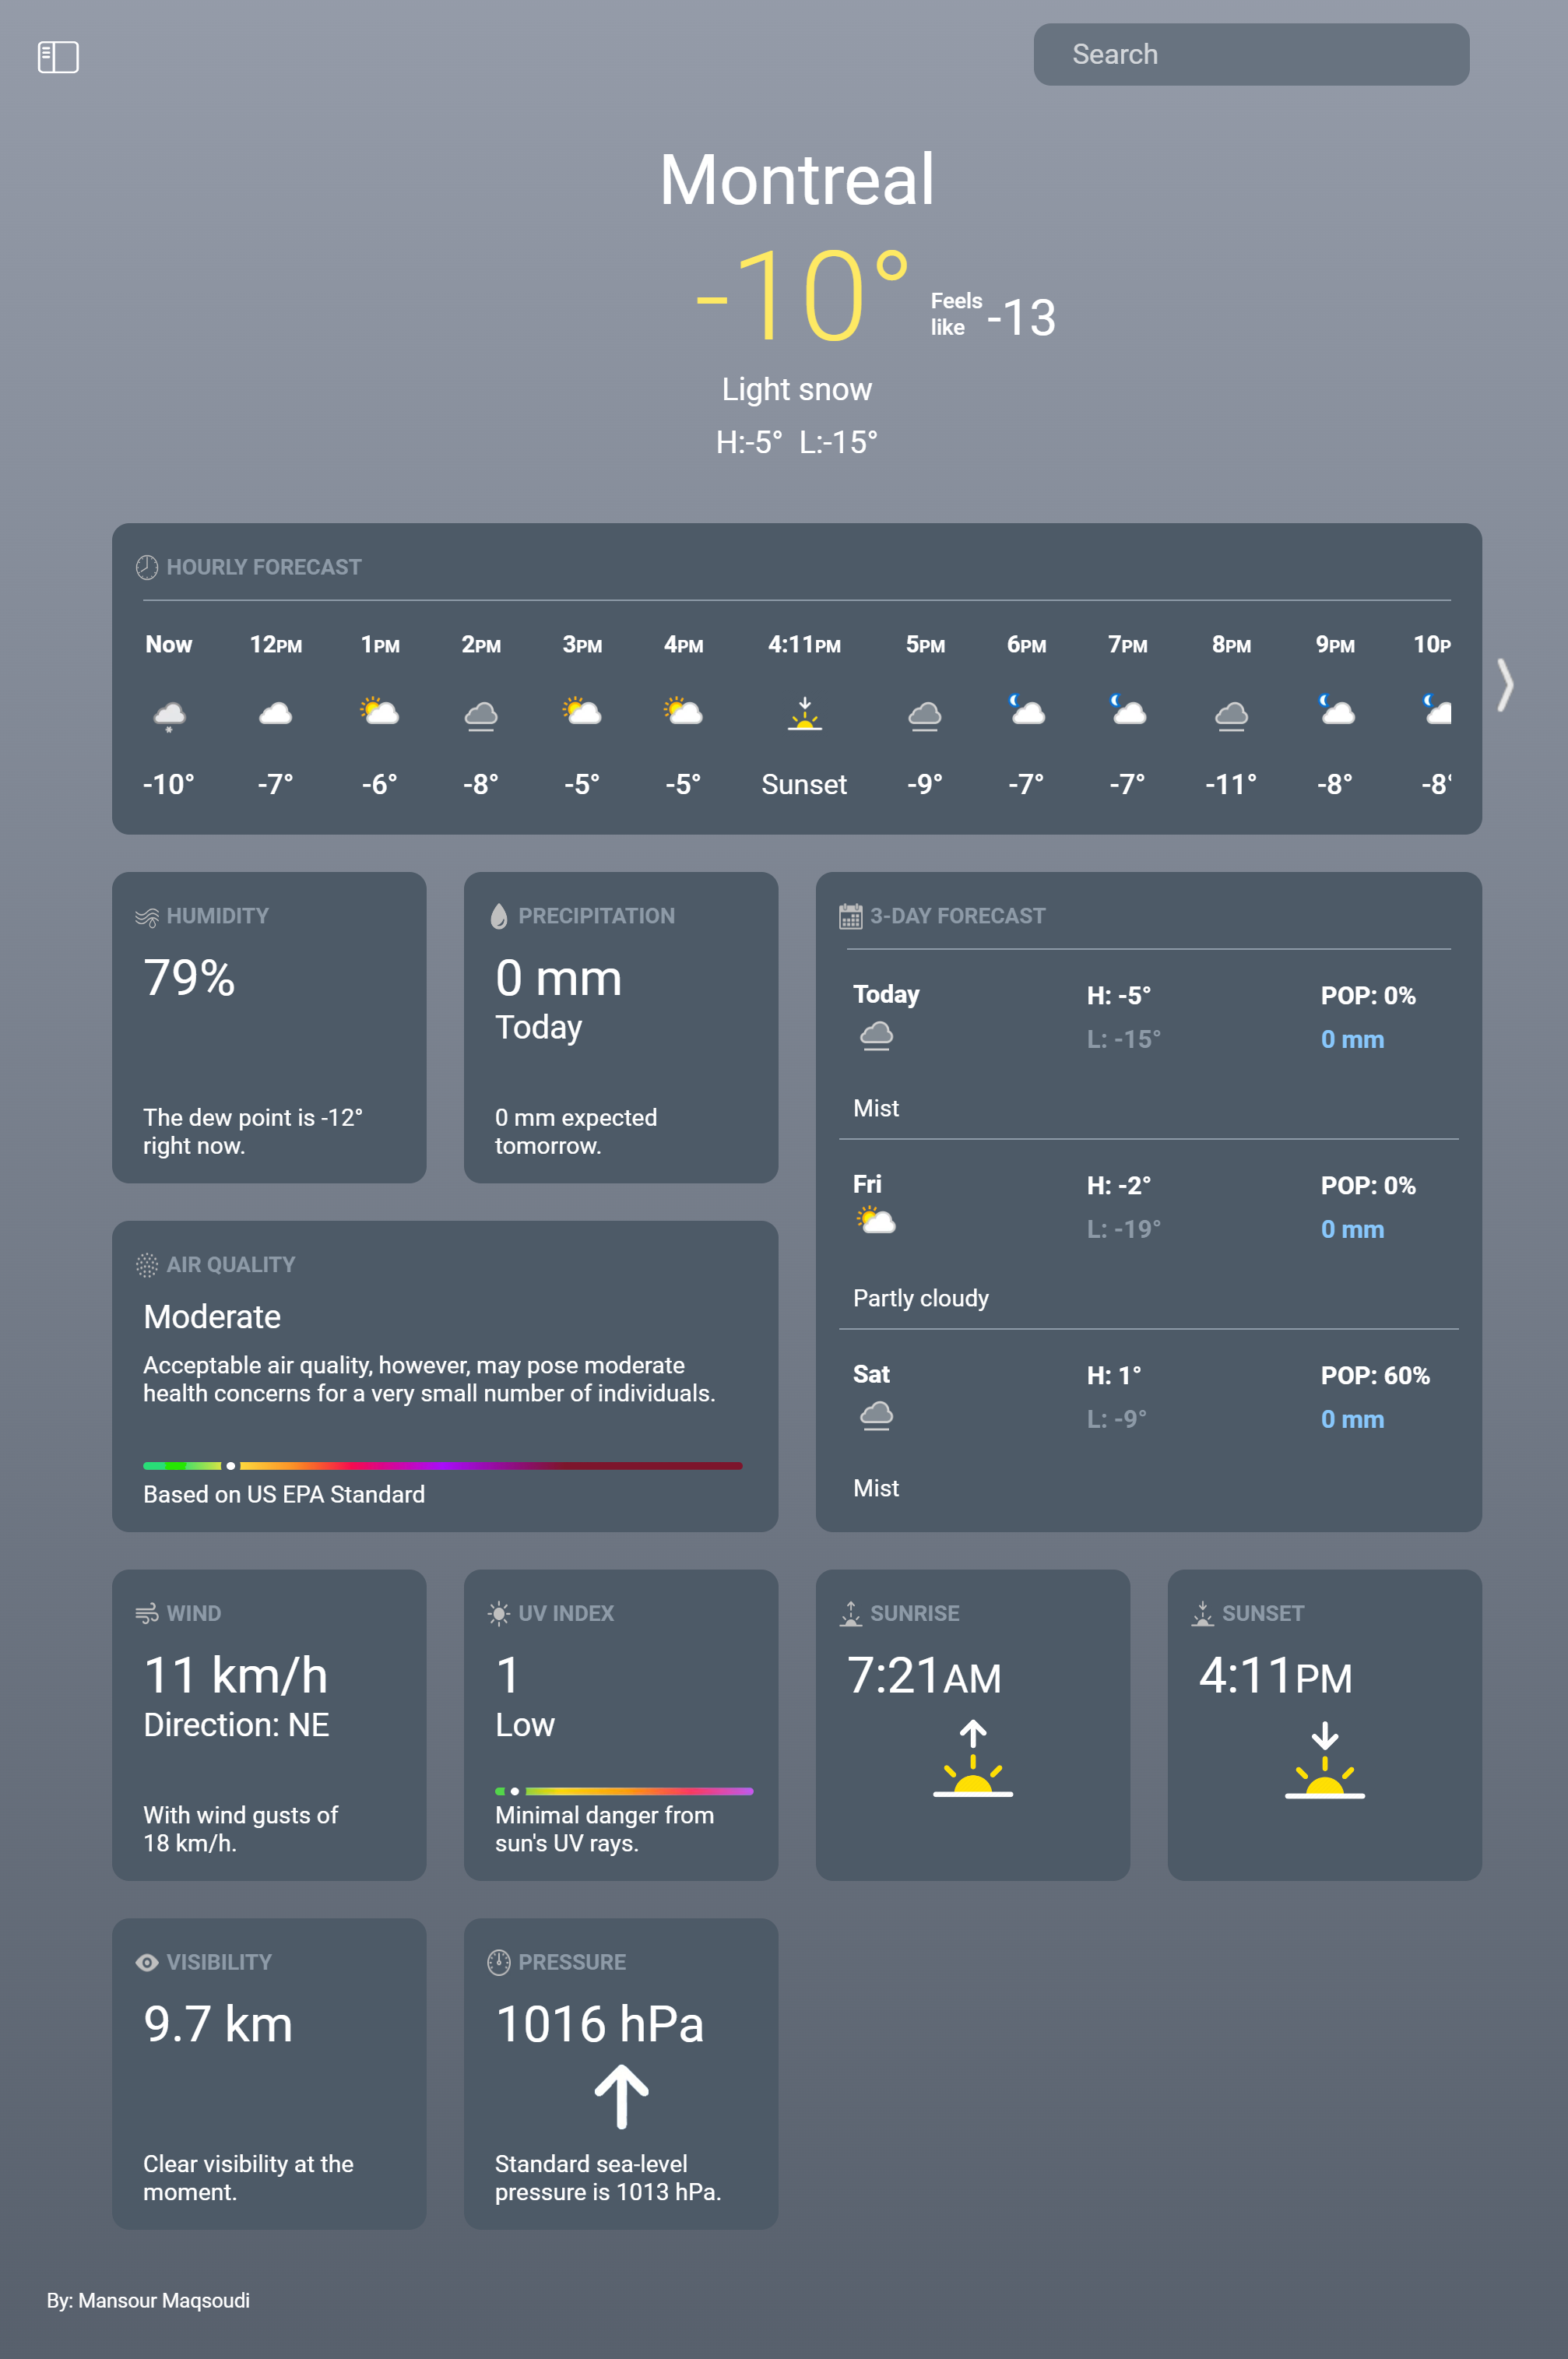 Search
Montreal
-10°
Feels
like
-13
Light snow
H:-5° L:-15°
HOURLY FORECAST
Now 12PM 1PM 2PM 3PM 4PM 4:11PM 5PM 6PM 7PM 8PM 9PM 10P
-10° -7° -6° -8° -5° -5° Sunset -9° -7° -7° -11° -8° -8°
HUMIDITY
79%
The dew point is -12°
right now.
PRECIPITATION
0 mm
Today
0 mm expected
tomorrow.
3-DAY FORECAST
Today H: -5° POP: 0%
L: -15° 0 mm
Mist
Fri H: -2° POP: 0%
L: -19° 0 mm
Partly cloudy
Sat H: 1° POP: 60%
L: -9° 0 mm
Mist
AIR QUALITY
Moderate
Acceptable air quality, however, may pose moderate
health concerns for a very small number of individuals.
Based on US EPA Standard
WIND
11 km/h
Direction: NE
With wind gusts of
18 km/h.
UV INDEX
1
Low
Minimal danger from
sun's UV rays.
SUNRISE
7:21AM
SUNSET
4:11PM
VISIBILITY
9.7 km
Clear visibility at the
moment.
PRESSURE
1016 hPa
Standard sea-level
pressure is 1013 hPa.
By: Mansour Maqsoudi